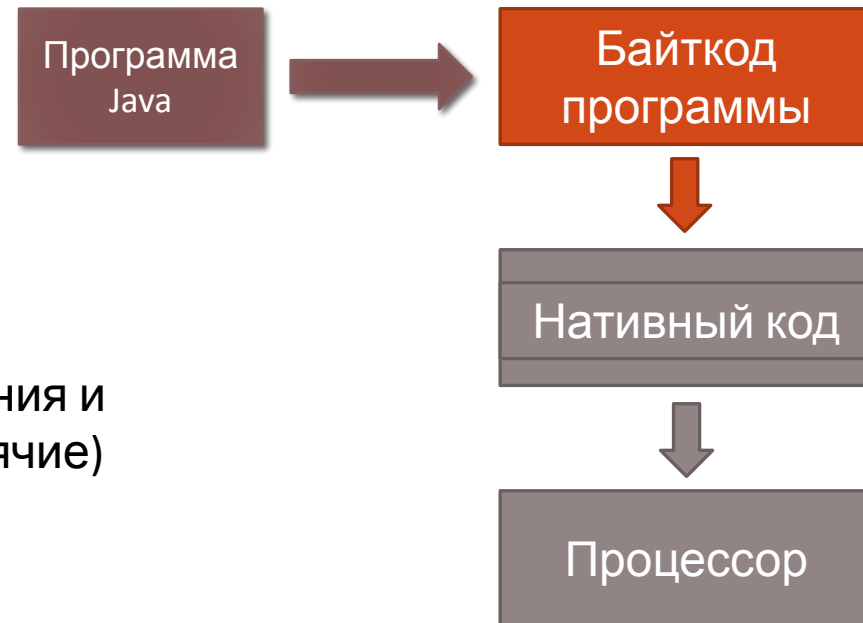 Программа
Java
Байткод
программы
Нативный код
ния и
ячие)
Процессор